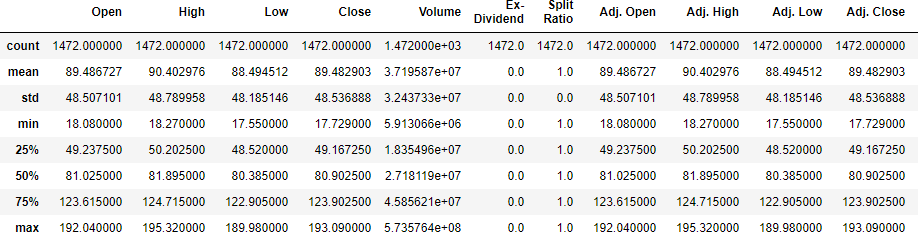 Open High Low Close Volume Ex-Dividend Split Ratio Adj. Open Adj. High Adj. Low Adj. Close
count 1472.000000 1472.000000 1472.000000 1472.000000 1.472000e+03 1472.0 1472.0 1472.000000 1472.000000 1472.000000 1472.000000
mean 89.486727 90.402976 88.494512 89.482903 3.719587e+07 0.0 1.0 89.486727 90.402976 88.494512 89.482903
std 48.507101 48.789958 48.185146 48.536888 3.243733e+07 0.0 0.0 48.507101 48.789958 48.185146 48.536888
min 18.080000 18.270000 17.550000 17.729000 5.913066e+06 0.0 1.0 18.080000 18.270000 17.550000 17.729000
25% 49.237500 50.202500 48.520000 49.167250 1.835496e+07 0.0 1.0 49.237500 50.202500 48.520000 49.167250
50% 81.025000 81.895000 80.385000 80.902500 2.718119e+07 0.0 1.0 81.025000 81.895000 80.385000 80.902500
75% 123.615000 124.715000 122.905000 123.902500 4.585621e+07 0.0 1.0 123.615000 124.715000 122.905000 123.902500
max 192.040000 195.320000 189.980000 193.090000 5.735764e+08 0.0 1.0 192.040000 195.320000 189.980000 193.090000